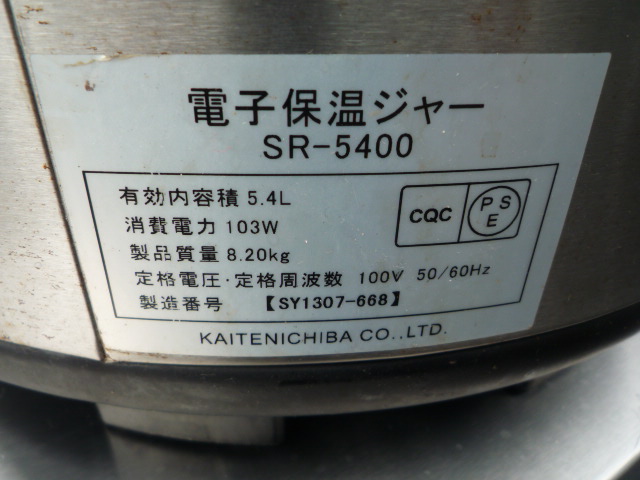 電子保温ジャー
SR-5400
有効内容積 5.4L
消費電力 103W
製品質量 8.20kg
定格電圧・定格周波数 100V 50/60Hz
製造番号 【SY1307-668】
CQC
PSE
KAITENICHIBA CO.,LTD.